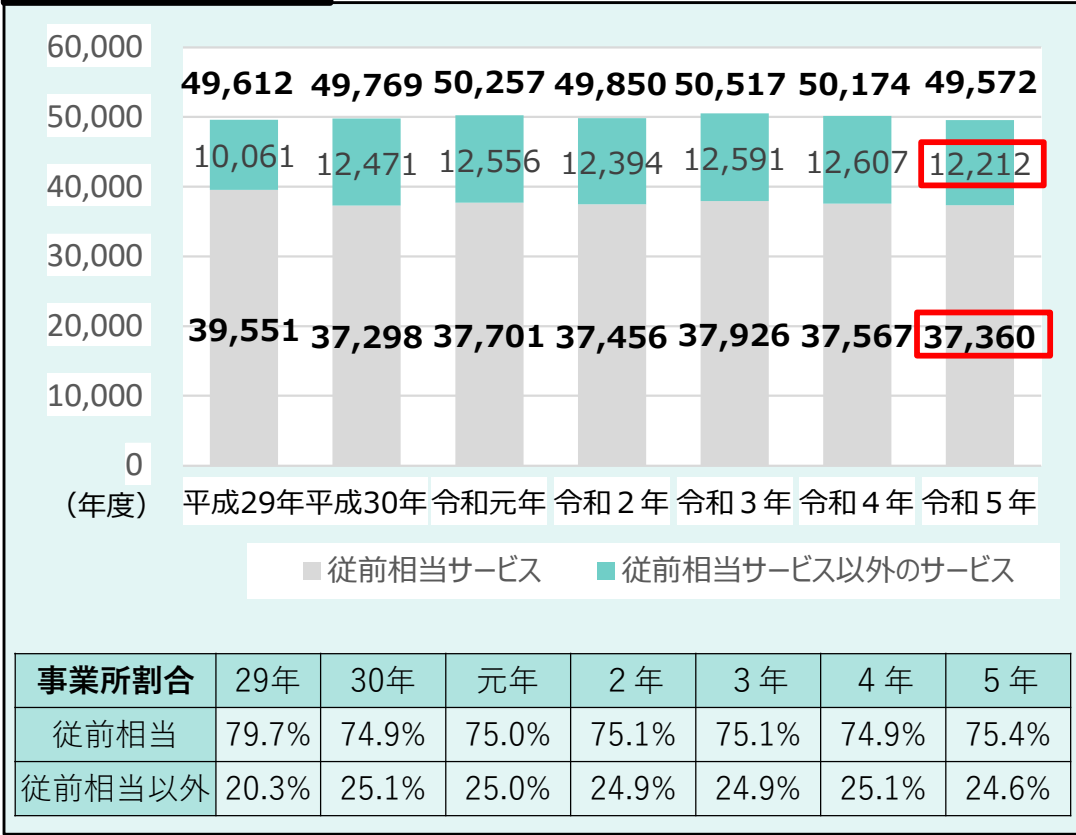 60,000
49,612 49,769 50,257 49,850 50,517 50,174 49,572
50,000
10,061 12,471 12,556 12,394 12,591 12,607 12,212
40,000
30,000
20,000
39,551 37,298 37,701 37,456 37,926 37,567 37,360
10,000
0
（年度） 平成29年 平成30年 令和元年 令和２年 令和３年 令和４年 令和５年
従前相当サービス 従前相当サービス以外のサービス
事業所割合 29年 30年 元年 ２年 ３年 ４年 ５年
従前相当 79.7% 74.9% 75.0% 75.1% 75.1% 74.9% 75.4%
従前相当以外 20.3% 25.1% 25.0% 24.9% 24.9% 25.1% 24.6%